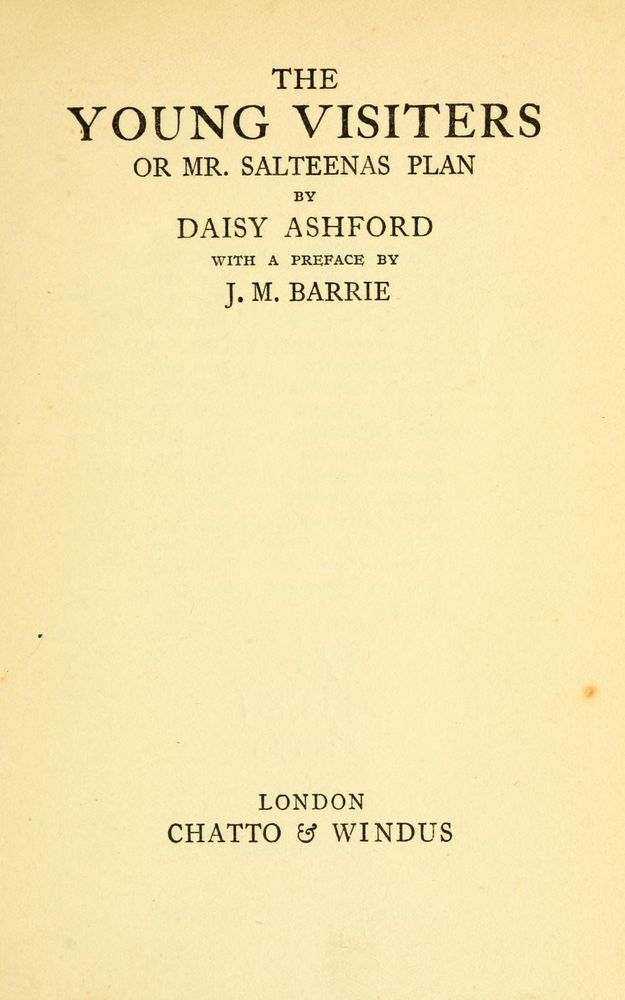 THE
YOUNG VISITERS
OR MR. SALTEENAS PLAN
BY
DAISY ASHFORD
WITH A PREFACE BY
J. M. BARRIE
LONDON
CHATTO & WINDUS